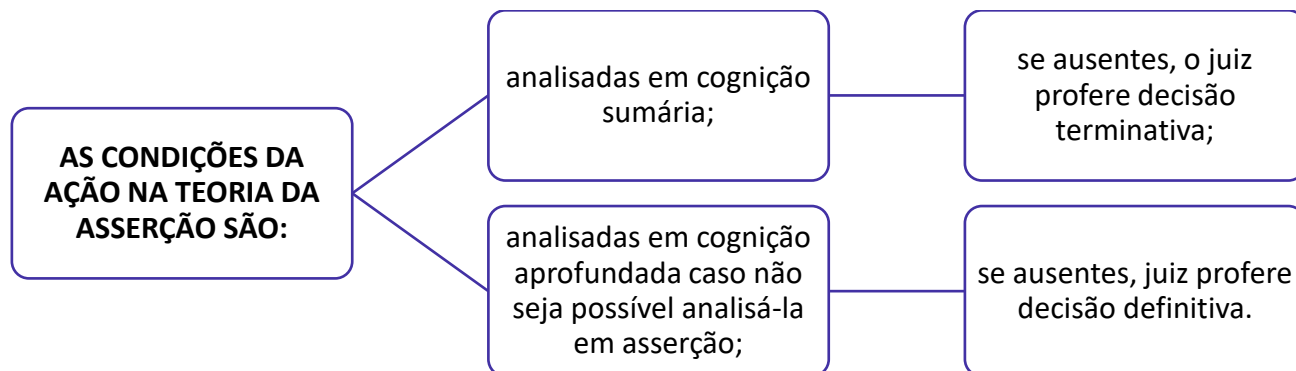 AS CONDIÇÕES DA
AÇÃO NA TEORIA DA
ASSERÇÃO SÃO:
analisadas em cognição
sumária;
se ausentes, o juiz
profere decisão
terminativa;
analisadas em cognição
aprofundada caso não
seja possível analisá-la
em asserção;
se ausentes, juiz profere
decisão definitiva.